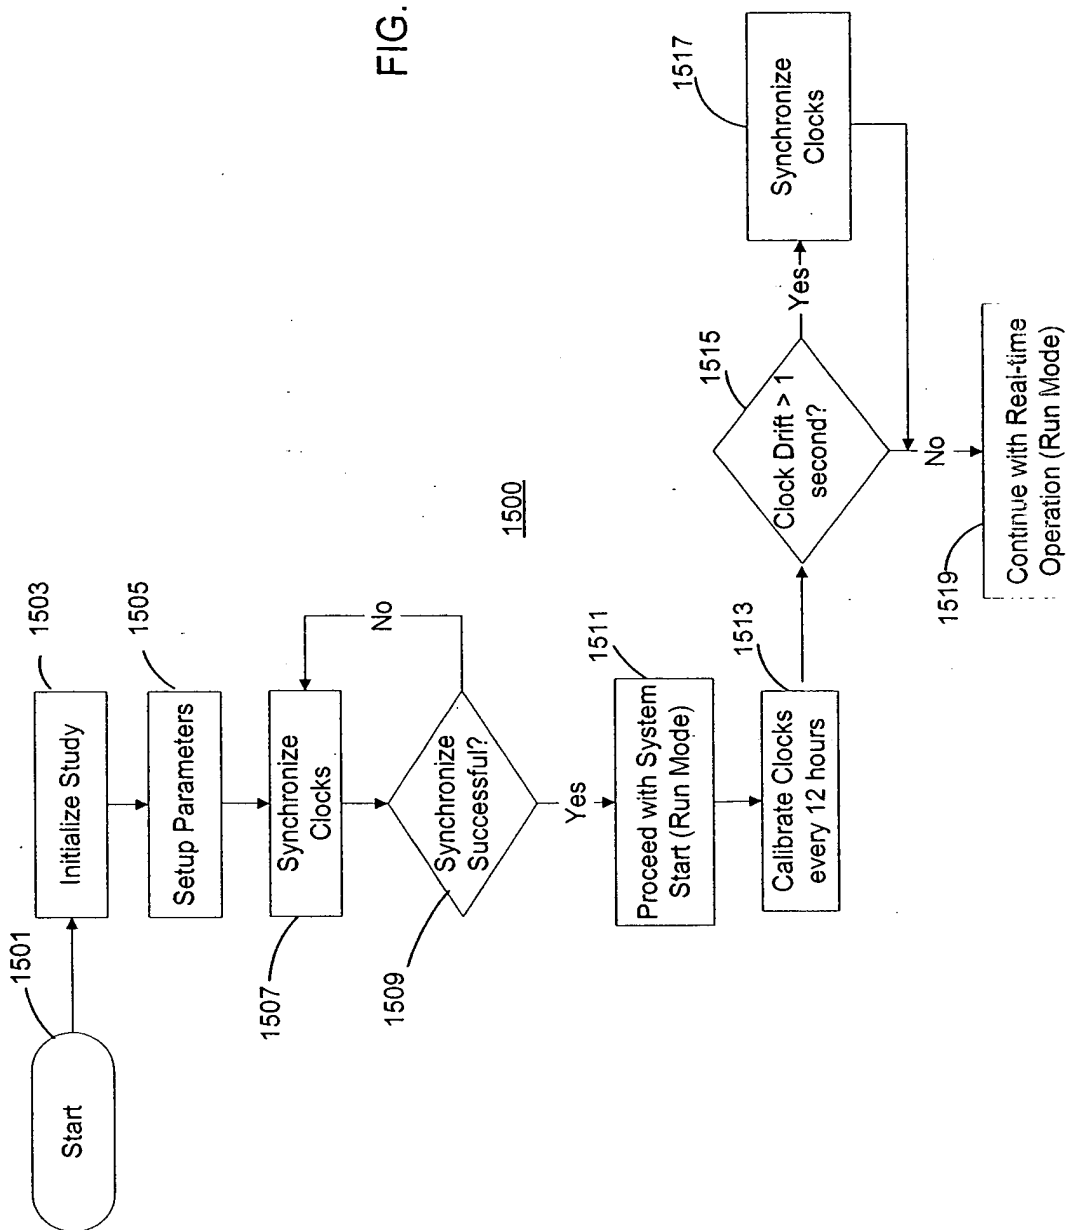 FIG.
1500
1501
Start
1503
Initialize Study
1505
Setup Parameters
1507
Synchronize
Clocks
No
1509
Synchronize
Successful?
Yes
1511
Proceed with System
Start (Run Mode)
1513
Calibrate Clocks
every 12 hours
1515
Clock Drift > 1
second?
Yes
1517
Synchronize
Clocks
No
1519
Continue with Real-time
Operation (Run Mode)